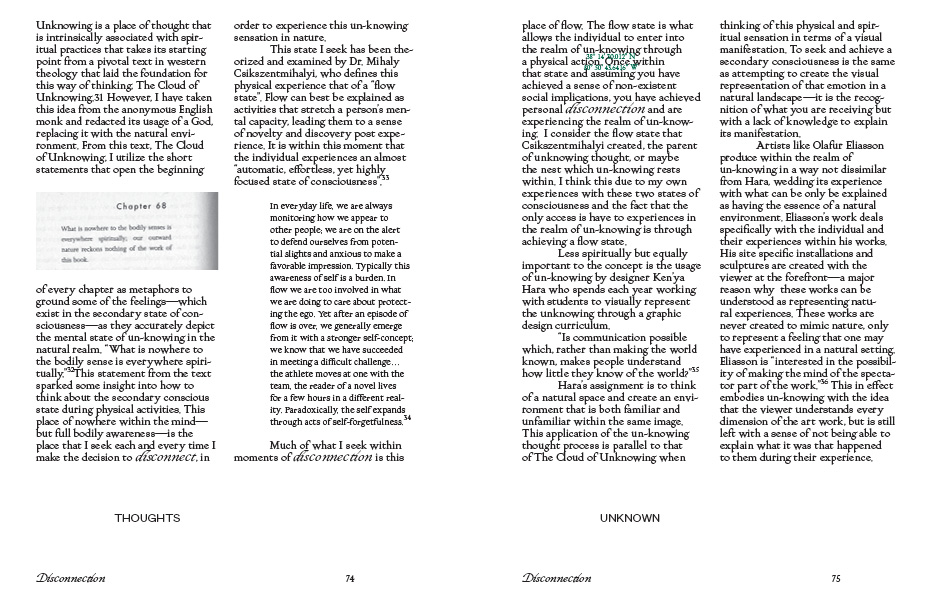 Unknowing is a place of thought that
is intrinsically associated with spir-
itual practices that takes its starting
point from a pivotal text in western
theology that laid the foundation for
this way of thinking, The Cloud of
Unknowing.31 However, I have taken
this idea from the anonymous English
monk and redacted its usage of a God,
replacing it with the natural envi-
ronment. From this text, The Cloud
of Unknowing, I utilize the short
statements that open the beginning
Chapter 68
What is nowhere to the bodily senses is
everywhere spiritually; our outward
nature reckons nothing of the work of
this book.
of every chapter as metaphors to
ground some of the feelings—which
exist in the secondary state of con-
sciousness—as they accurately depict
the mental state of un-knowing in the
natural realm. “What is nowhere to
the bodily sense is everywhere spiri-
tually.”32This statement from the text
sparked some insight into how to
think about the secondary conscious
state during physical activities. This
place of nowhere within the mind—
but full bodily awareness—is the
place that I seek each and every time I
make the decision to disconnect, in
order to experience this un-knowing
sensation in nature.
This state I seek has been the-
orized and examined by Dr. Mihaly
Csikszentmihalyi, who defines this
physical experience that of a “flow
state”. Flow can best be explained as
activities that stretch a person’s men-
tal capacity, leading them to a sense
of novelty and discovery post expe-
rience. It is within this moment that
the individual experiences an almost
“automatic, effortless, yet highly
focused state of consciousness”.33
In everyday life, we are always
monitoring how we appear to
other people; we are on the alert
to defend ourselves from poten-
tial slights and anxious to make a
favorable impression. Typically this
awareness of self is a burden. In
flow we are too involved in what
we are doing to care about protect-
ing the ego. Yet after an episode of
flow is over, we generally emerge
from it with a stronger self-concept;
we know that we have succeeded
in meeting a difficult challenge…
the athlete moves at one with the
team, the reader of a novel lives
for a few hours in a different real-
ity. Paradoxically, the self expands
through acts of self-forgetfulness.34
Much of what I seek within
moments of disconnection is this
THOUGHTS
Disconnection
74
place of flow. The flow state is what
allows the individual to enter into
the realm of un-knowing through
a physical action. Once within
that state and assuming you have
achieved a sense of non-existent
social implications, you have achieved
personal disconnection and are
experiencing the realm of un-know-
ing. I consider the flow state that
Csikszentmihalyi created, the parent
of unknowing thought, or maybe
the nest which un-knowing rests
within. I think this due to my own
experiences with these two states of
consciousness and the fact that the
only access is have to experiences in
the realm of un-knowing is through
achieving a flow state.
Less spiritually but equally
important to the concept is the usage
of un-knowing by designer Ken’ya
Hara who spends each year working
with students to visually represent
the unknowing through a graphic
design curriculum.
“Is communication possible
which, rather than making the world
known, makes people understand
how little they know of the world?”35
Hara’s assignment is to think
of a natural space and create an envi-
ronment that is both familiar and
unfamiliar within the same image.
This application of the un-knowing
thought process is parallel to that
of The Cloud of Unknowing when
thinking of this physical and spir-
itual sensation in terms of a visual
manifestation. To seek and achieve a
secondary consciousness is the same
as attempting to create the visual
representation of that emotion in a
natural landscape—it is the recog-
nition of what you are receiving but
with a lack of knowledge to explain
its manifestation.
Artists like Olafur Eliasson
produce within the realm of
un-knowing in a way not dissimilar
from Hara, wedding its experience
with what can be only be explained
as having the essence of a natural
environment. Eliasson’s work deals
specifically with the individual and
their experiences within his works.
His site specific installations and
sculptures are created with the
viewer at the forefront—a major
reason why these works can be
understood as representing natu-
ral experiences. These works are
never created to mimic nature, only
to represent a feeling that one may
have experienced in a natural setting.
Eliasson is “interested in the possibil-
ity of making the mind of the specta-
tor part of the work.”36 This in effect
embodies un-knowing with the idea
that the viewer understands every
dimension of the art work, but is still
left with a sense of not being able to
explain what it was that happened
to them during their experience.
UNKNOWN
Disconnection
75